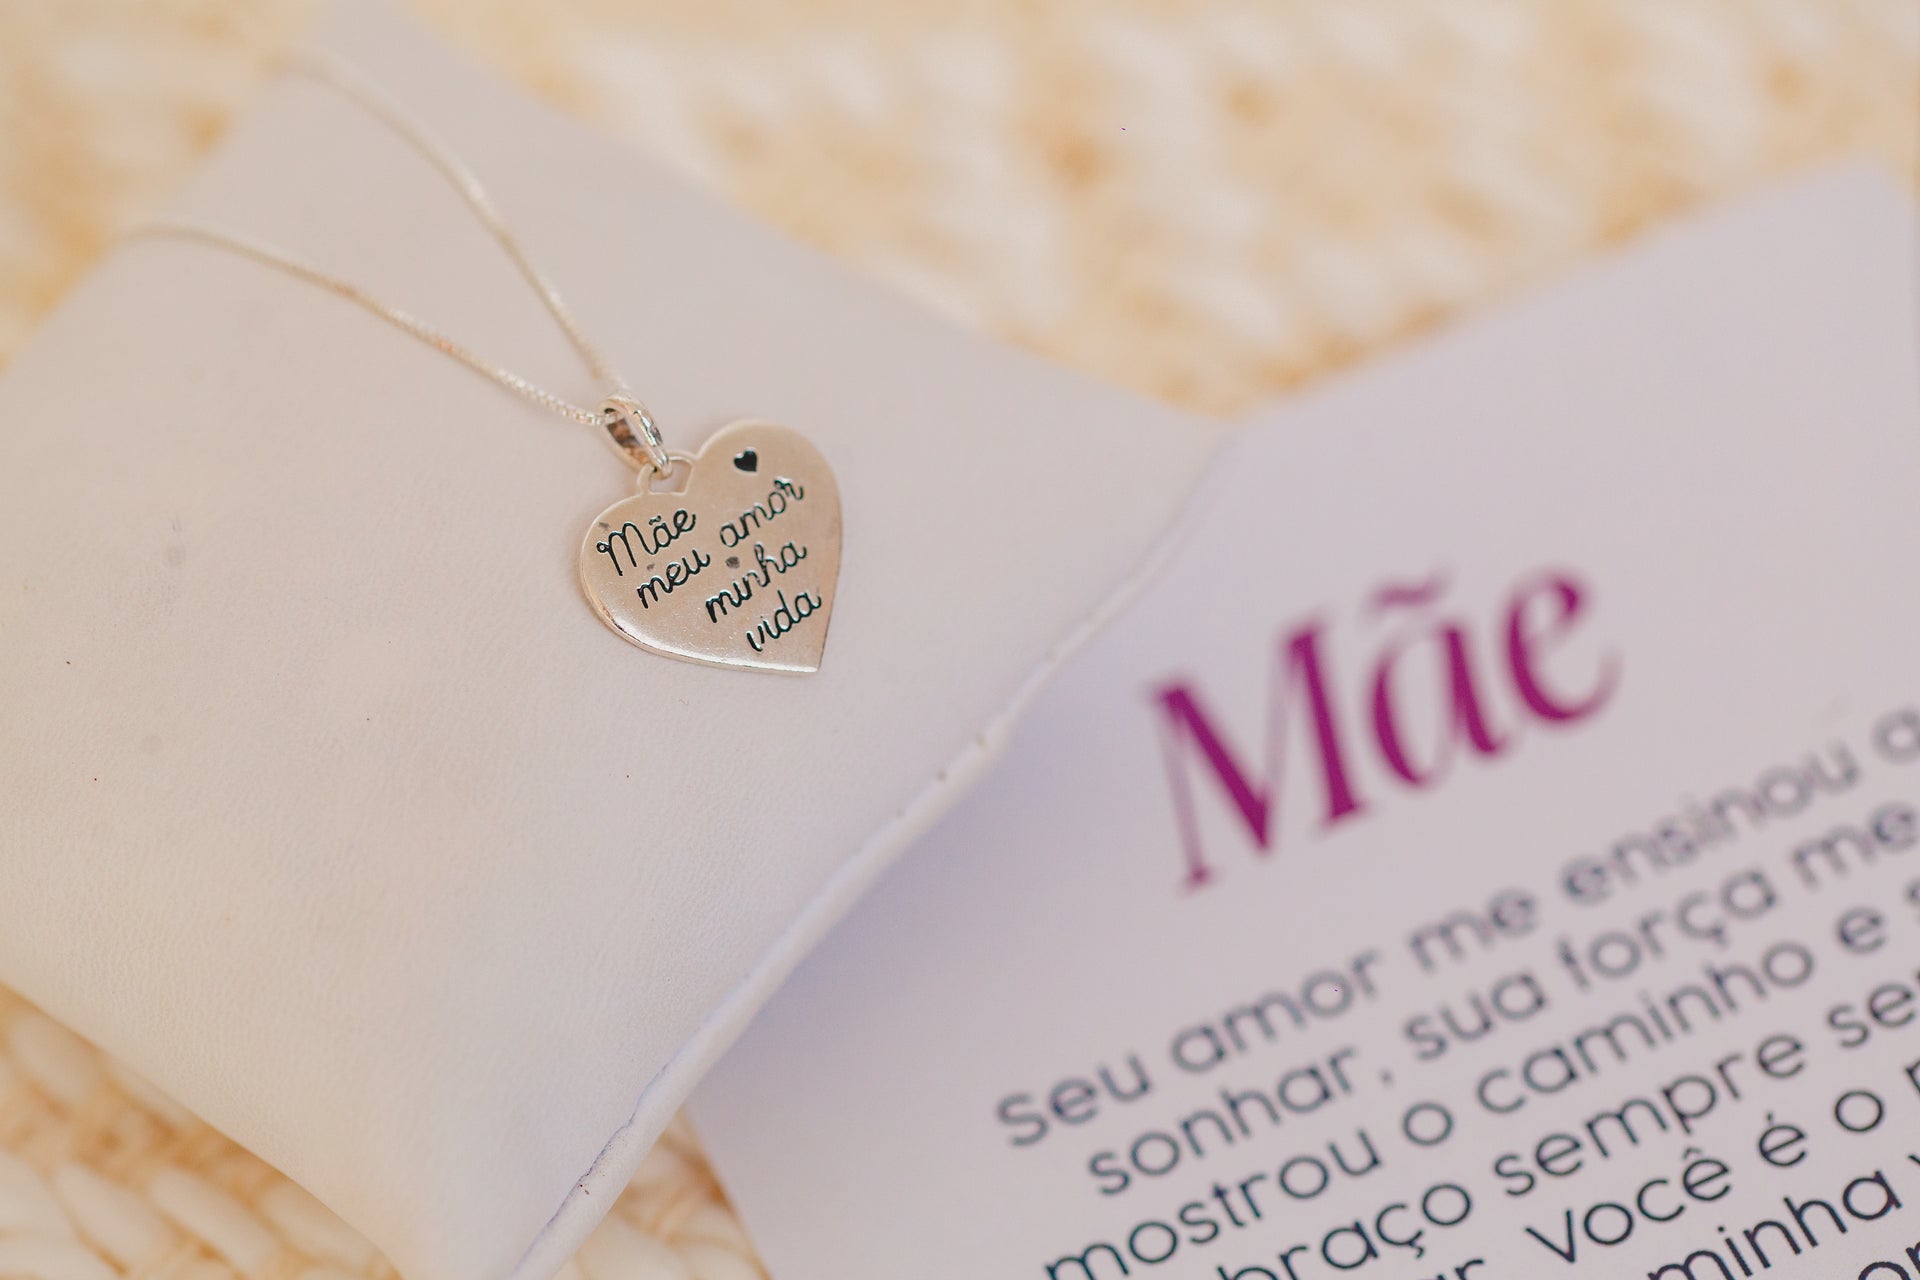 Mãe
meu amor
minha
vida
Mãe
Seu amor me ensinou
sonhar, sua força me
mostrou o caminho e
braço sempre
Você é o
minha